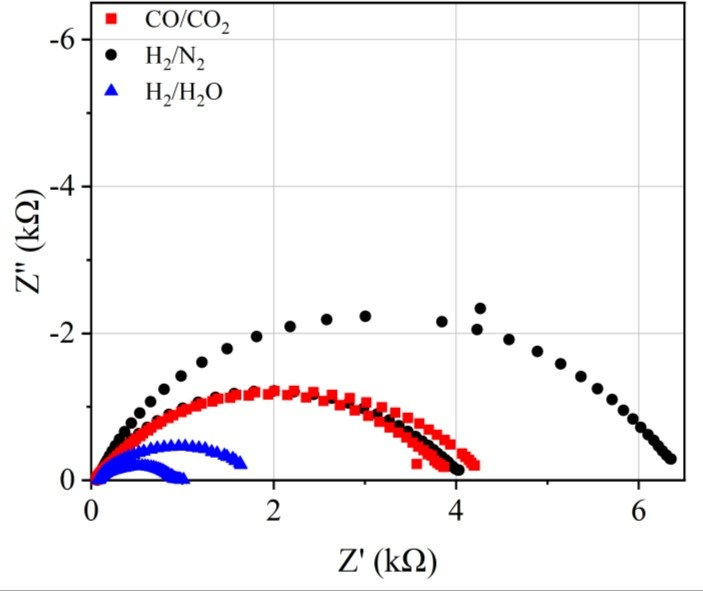 CO/CO₂
H₂/N₂
H₂/H₂O
-6
-4
-2
0
Z" (kΩ)
0 2 4 6
Z' (kΩ)